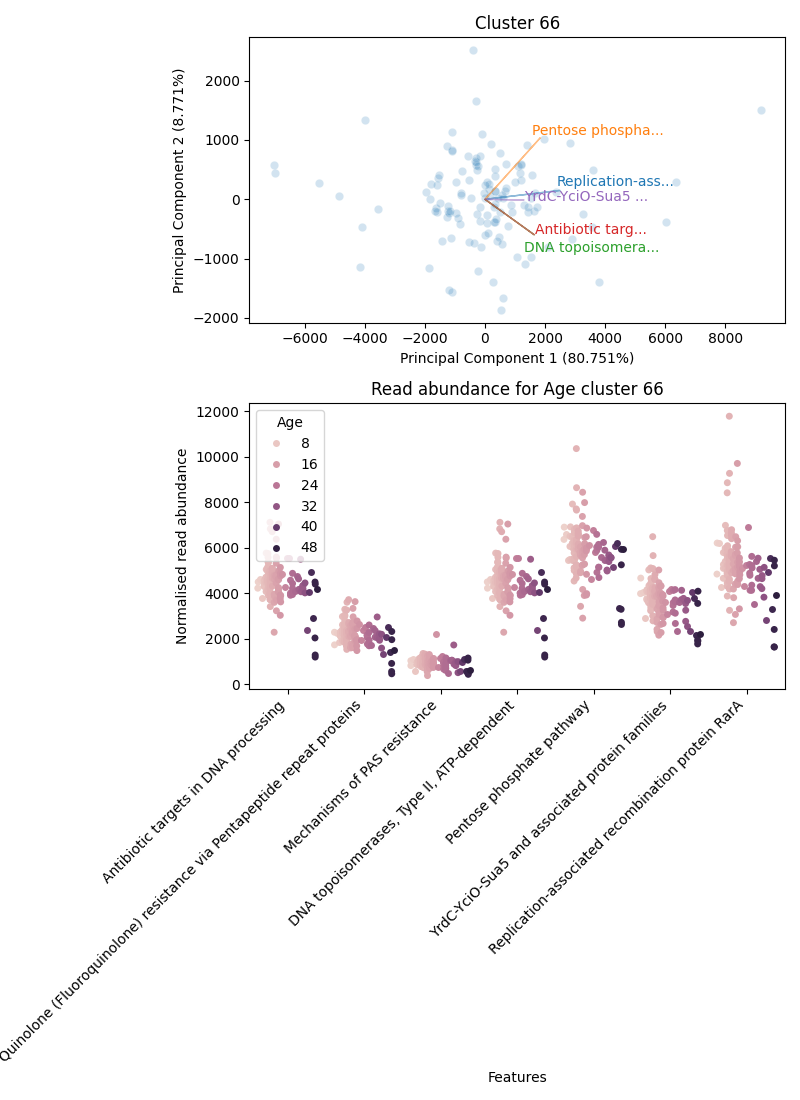 Cluster 66
Principal Component 2 (8.771%)
2000
1000
0
−1000
−2000
Pentose phospha...
Replication-ass...
YrdC-YciO-Sua5 ...
Antibiotic targ...
DNA topoisomera...
−6000
−4000
−2000
0
2000
4000
6000
8000
Principal Component 1 (80.751%)
Read abundance for Age cluster 66
Normalised read abundance
12000
10000
8000
6000
4000
2000
0
Age
8
16
24
32
40
48
Antibiotic targets in DNA processing
Quinolone (Fluoroquinolone) resistance via Pentapeptide repeat proteins
Mechanisms of PAS resistance
DNA topoisomerases, Type II, ATP-dependent
Pentose phosphate pathway
YrdC-YciO-Sua5 and associated protein families
Replication-associated recombination protein RarA
Features